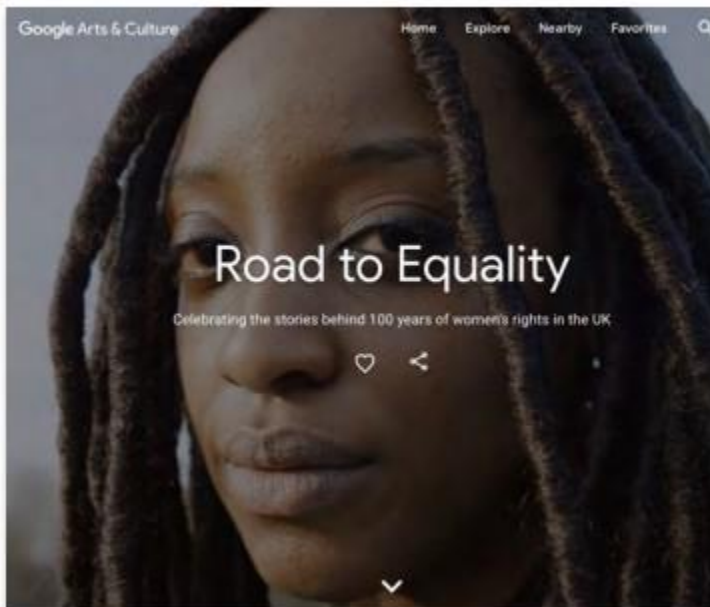 Google Arts & Culture
Home Explore Nearby Favorites
Road to Equality
Celebrating the stories behind 100 years of women's rights in the UK